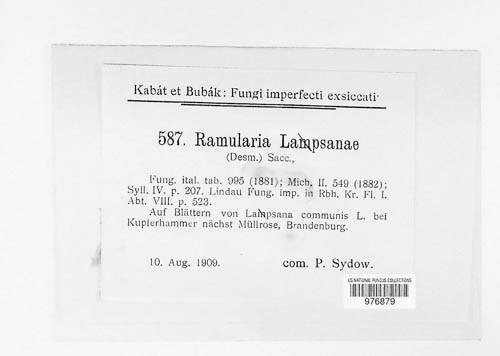 Kabát et Bubák: Fungi imperfecti exsiccati
587. Ramularia Lampsanae
(Desm.) Sacc.,
Fung. ital. tab. 995 (1881); Mich. II. 549 (1882);
Syll. IV. p. 207. Lindau Fung. imp. in Rbh. Kr. Fl. I.
Abt. VIII. p. 523.
Auf Blättern von Lampsana communis L. bei
Kupferhammer nächst Müllrose, Brandenburg.
10. Aug. 1909. com. P. Sydow.
US NATIONAL FUNGUS COLLECTIONS
976879